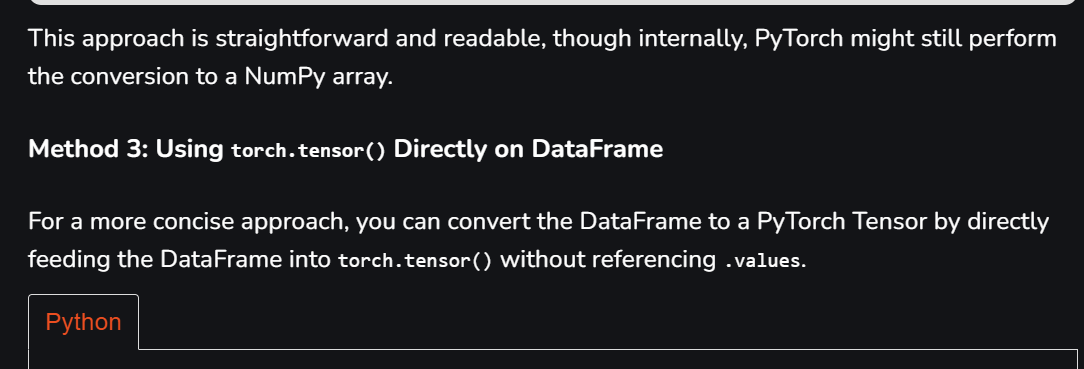 This approach is straightforward and readable, though internally, PyTorch might still perform
the conversion to a NumPy array.
Method 3: Using torch.tensor() Directly on DataFrame
For a more concise approach, you can convert the DataFrame to a PyTorch Tensor by directly
feeding the DataFrame into torch.tensor() without referencing .values.
Python